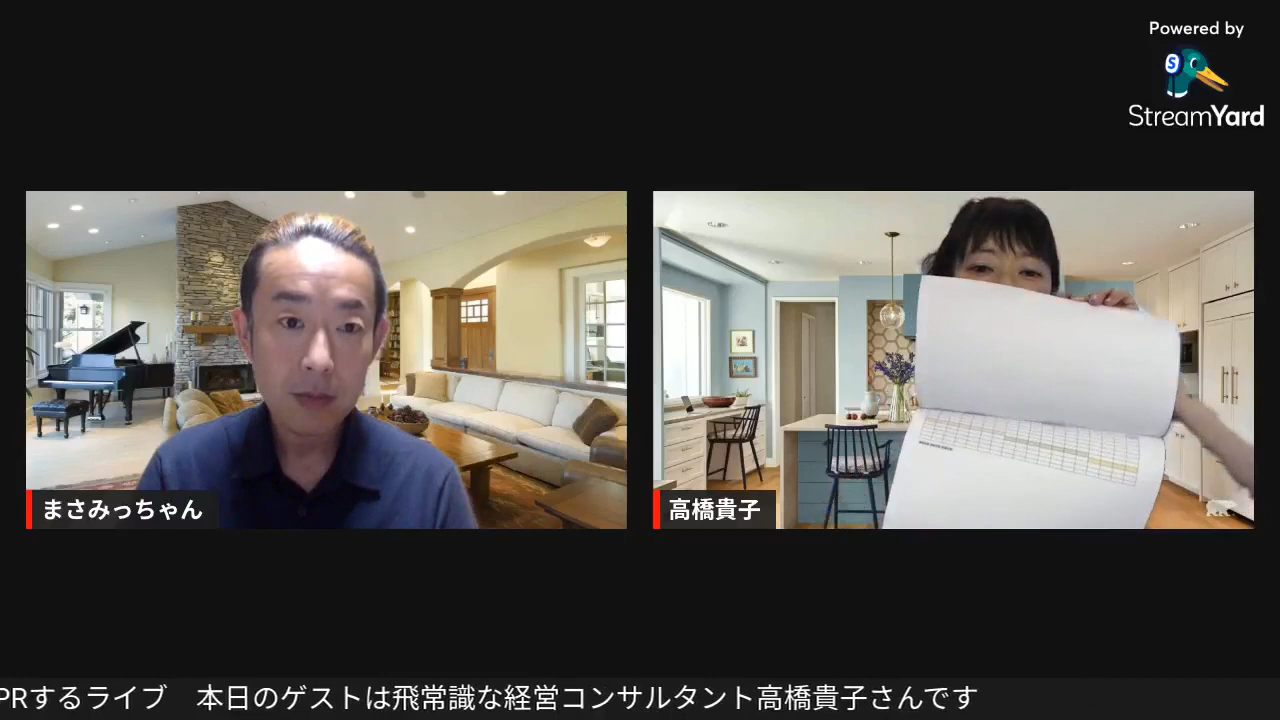 Powered by
StreamYard
まさみっちゃん
高橋貴子
PRするライブ　本日のゲストは飛常識な経営コンサルタント高橋貴子さんです